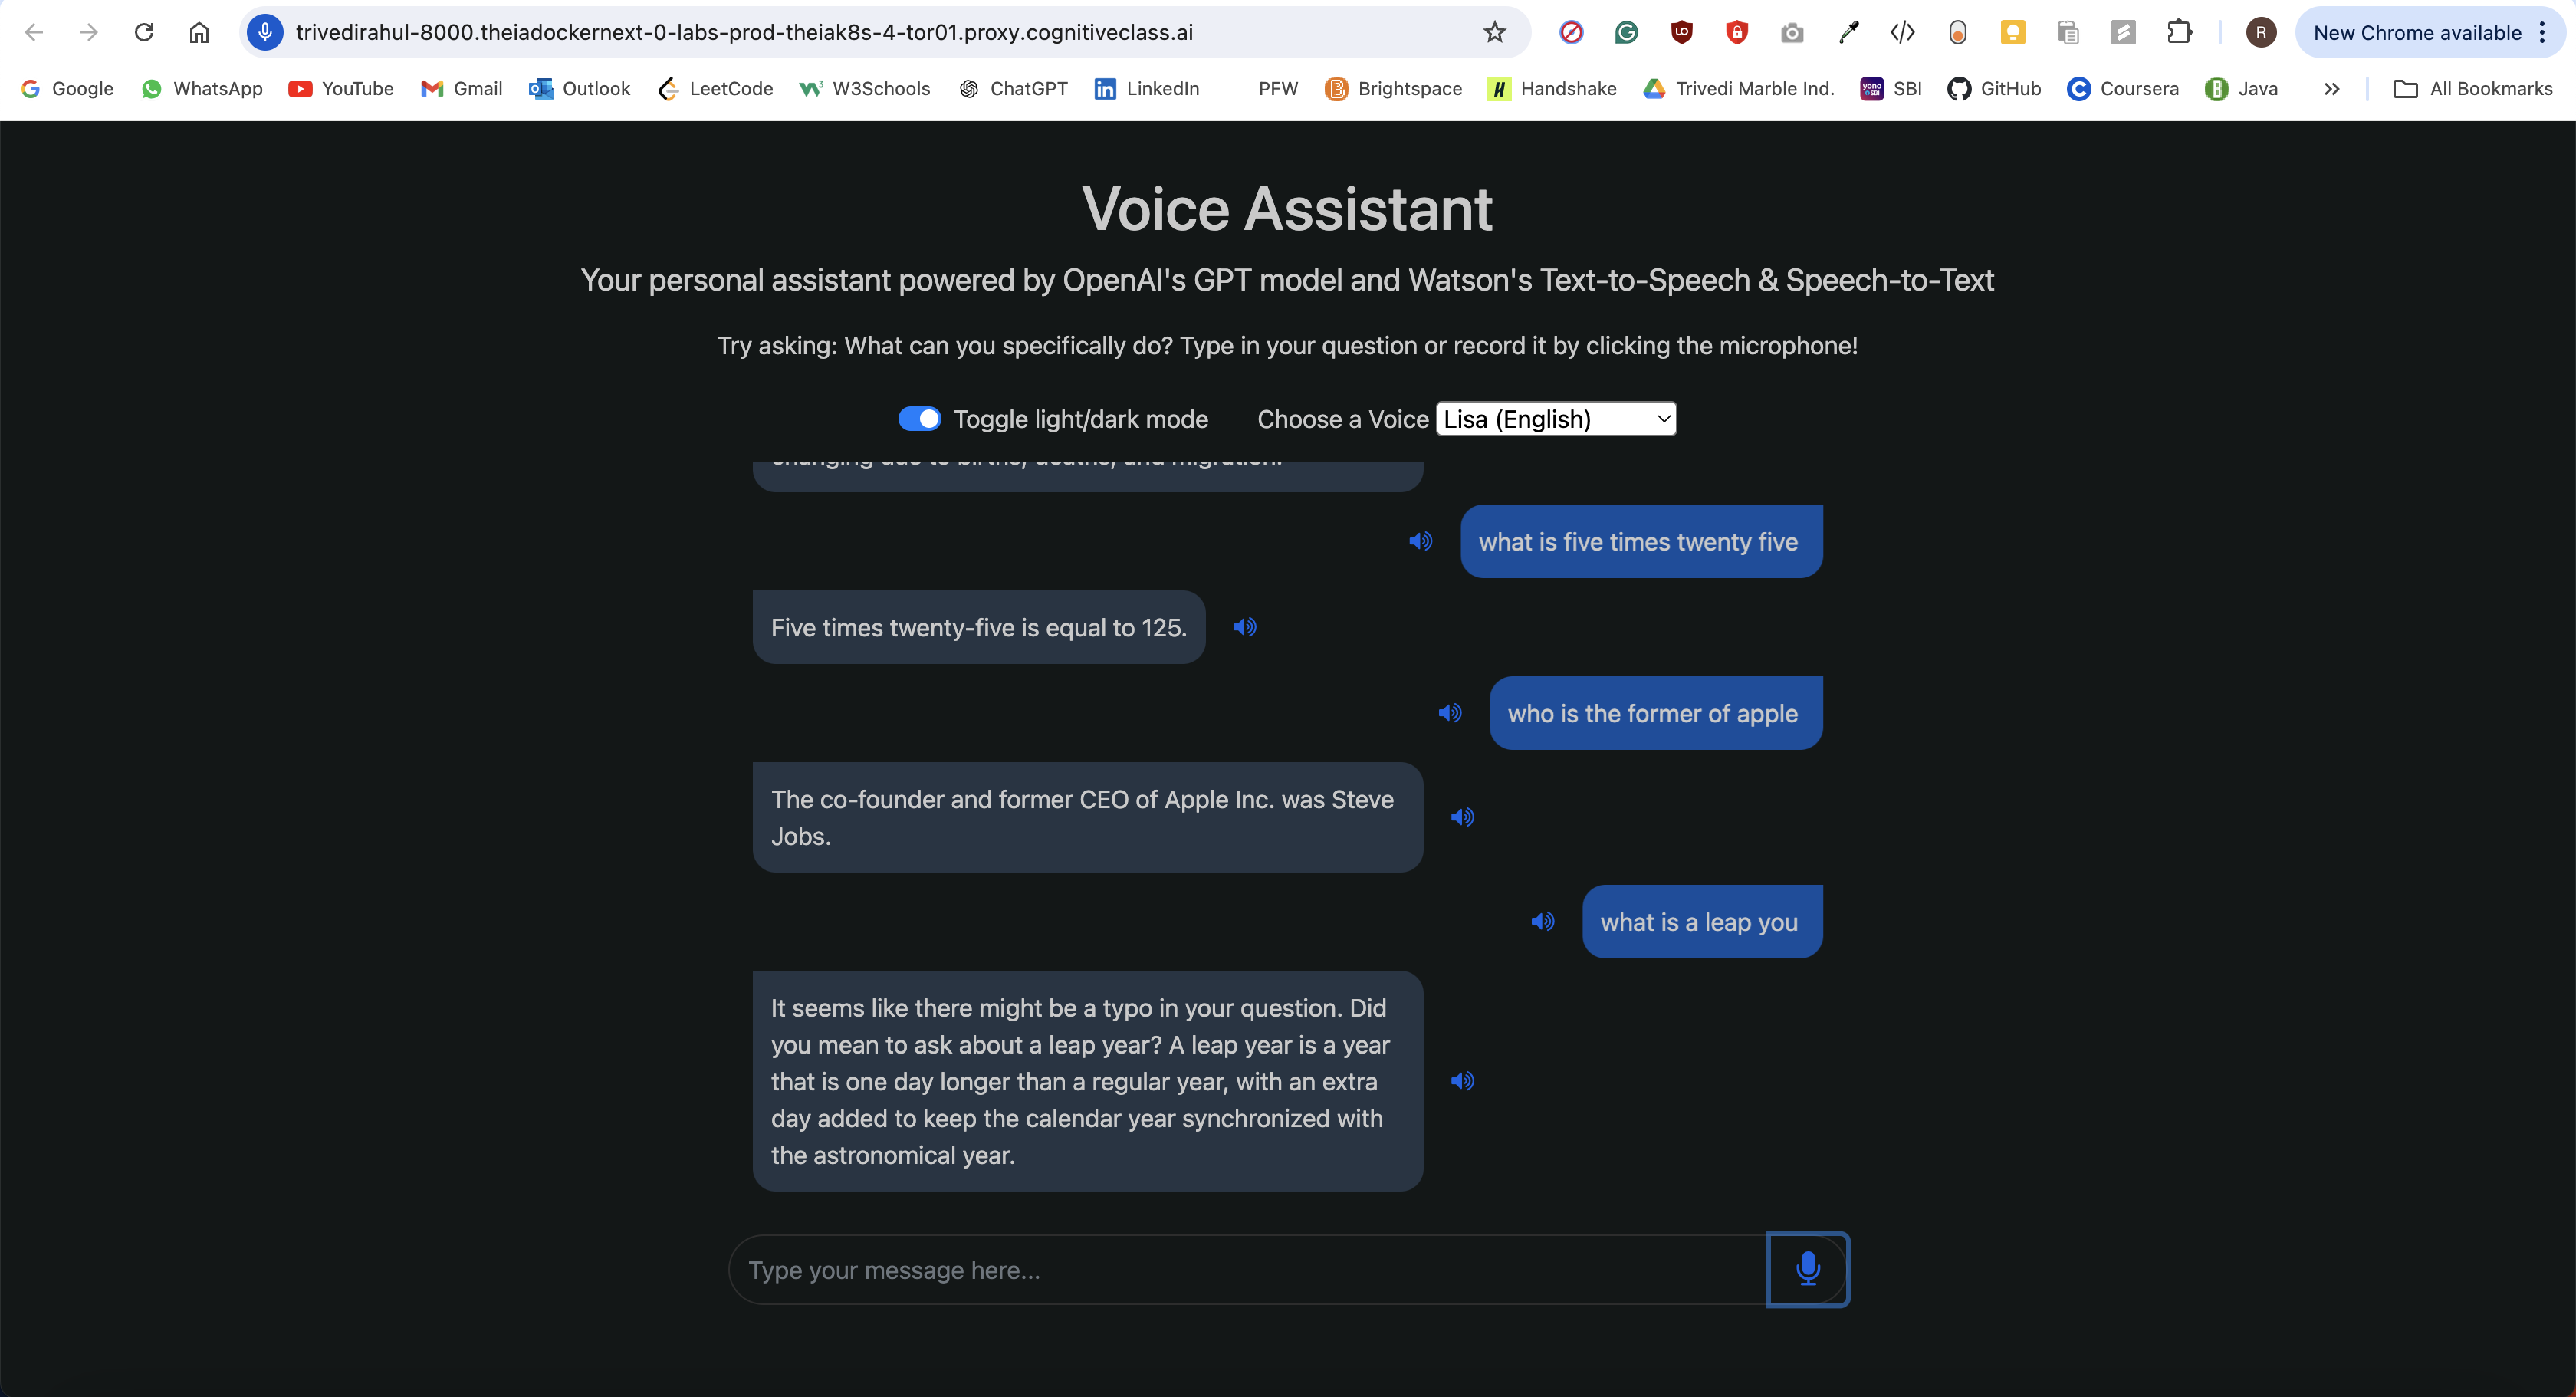 trivedirahul-8000.theiadockernext-0-labs-prod-theiak8s-4-tor01.proxy.cognitiveclass.ai
R
New Chrome available
Google WhatsApp YouTube Gmail Outlook LeetCode W3Schools ChatGPT LinkedIn PFW Brightspace Handshake Trivedi Marble Ind. SBI GitHub Coursera Java All Bookmarks
Voice Assistant
Your personal assistant powered by OpenAI's GPT model and Watson's Text-to-Speech & Speech-to-Text
Try asking: What can you specifically do? Type in your question or record it by clicking the microphone!
Toggle light/dark mode Choose a Voice Lisa (English)
changing due to births, deaths, and migration.
what is five times twenty five
Five times twenty-five is equal to 125.
who is the former of apple
The co-founder and former CEO of Apple Inc. was Steve
Jobs.
what is a leap you
It seems like there might be a typo in your question. Did
you mean to ask about a leap year? A leap year is a year
that is one day longer than a regular year, with an extra
day added to keep the calendar year synchronized with
the astronomical year.
Type your message here...